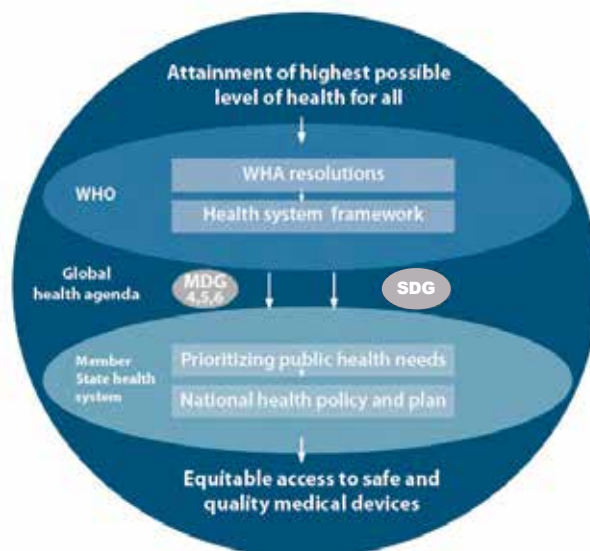 Attainment of highest possible
level of health for all
WHO
WHA resolutions
Health system framework
Global
health agenda
MDG
4,5,6
SDG
Member
State health
system
Prioritizing public health needs
National health policy and plan
Equitable access to safe and
quality medical devices